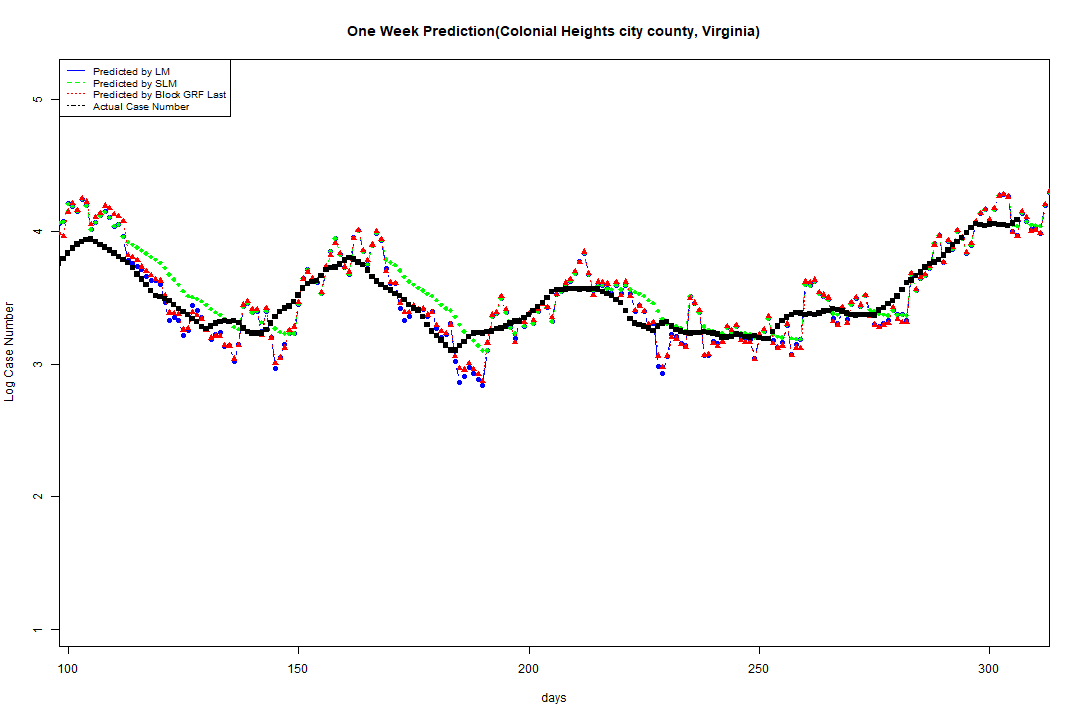 One Week Prediction(Colonial Heights city county, Virginia)
Predicted by LM
Predicted by SLM
Predicted by Block GRF Last
Actual Case Number
5
4
3
2
1
Log Case Number
100 150 200 250 300
days